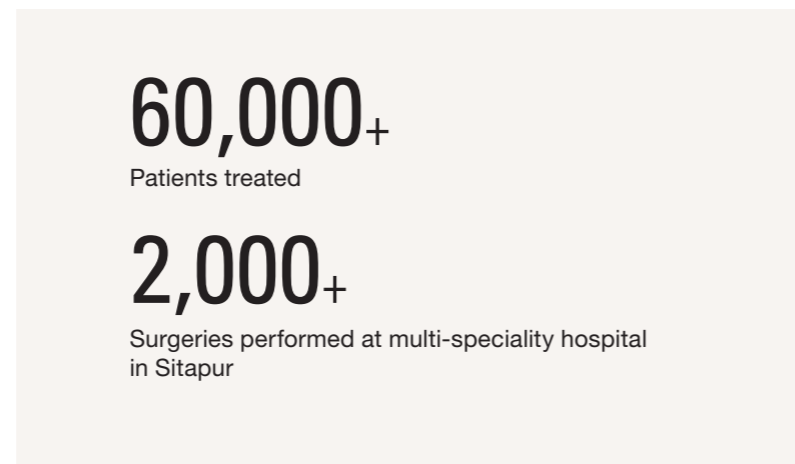 60,000+
Patients treated
2,000+
Surgeries performed at multi-speciality hospital
in Sitapur